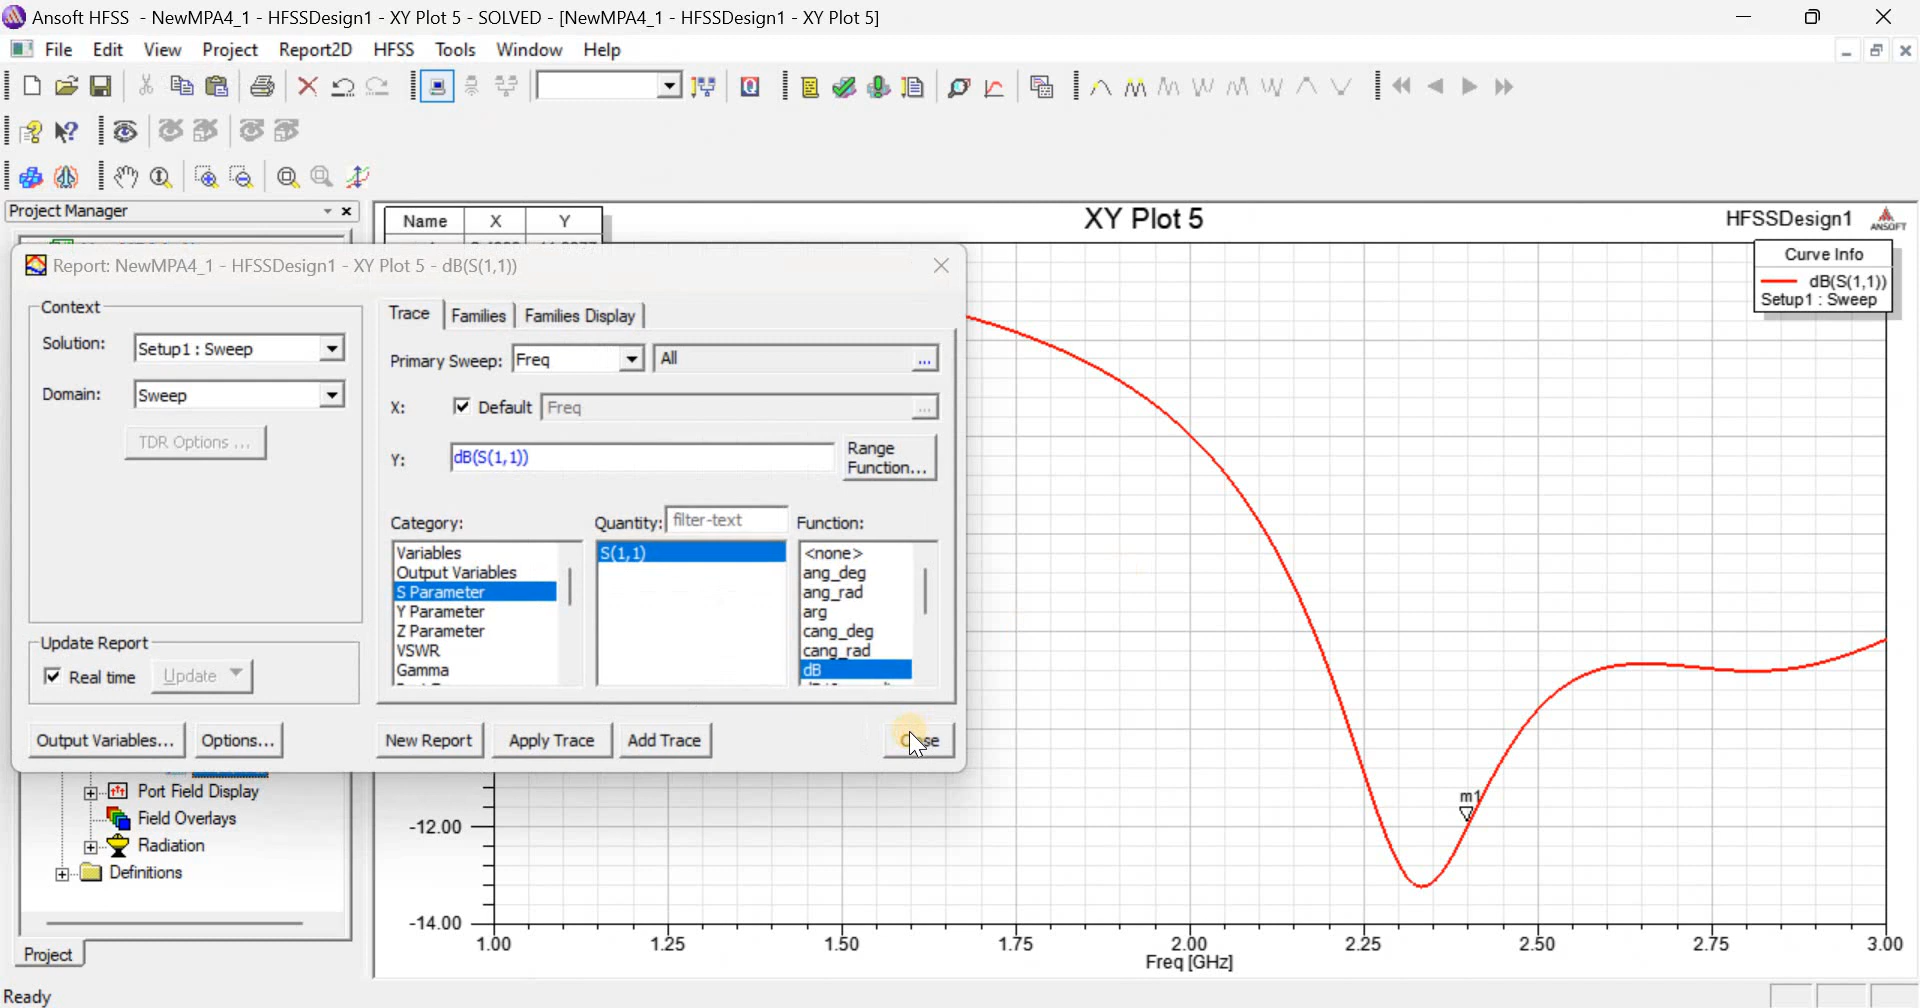 Ansoft HFSS - NewMPA4_1 - HFSSDesign1 - XY Plot 5 - SOLVED - [NewMPA4_1 - HFSSDesign1 - XY Plot 5]
File Edit View Project Report2D HFSS Tools Window Help
Project Manager
Name X Y
XY Plot 5
HFSSDesign1
ANSOFT
Curve Info
dB(S(1,1))
Setup1 : Sweep
Report: NewMPA4_1 - HFSSDesign1 - XY Plot 5 - dB(S(1,1))
Context
Solution: Setup1 : Sweep
Domain: Sweep
TDR Options ...
Update Report
Real time Update
Output Variables... Options...
Trace Families Families Display
Primary Sweep: Freq All ...
X: Default Freq ...
Y: dB(S(1,1))
Range Function...
Category:
Variables
Output Variables
S Parameter
Y Parameter
Z Parameter
VSWR
Gamma
Quantity: filter-text
S(1,1)
Function:
<none>
ang_deg
ang_rad
arg
cang_deg
cang_rad
dB
New Report Apply Trace Add Trace
Port Field Display
Field Overlays
Radiation
Definitions
Project
m1
-12.00
-14.00
1.00 1.25 1.50 1.75 2.00 2.25 2.50 2.75 3.00
Freq [GHz]
Ready